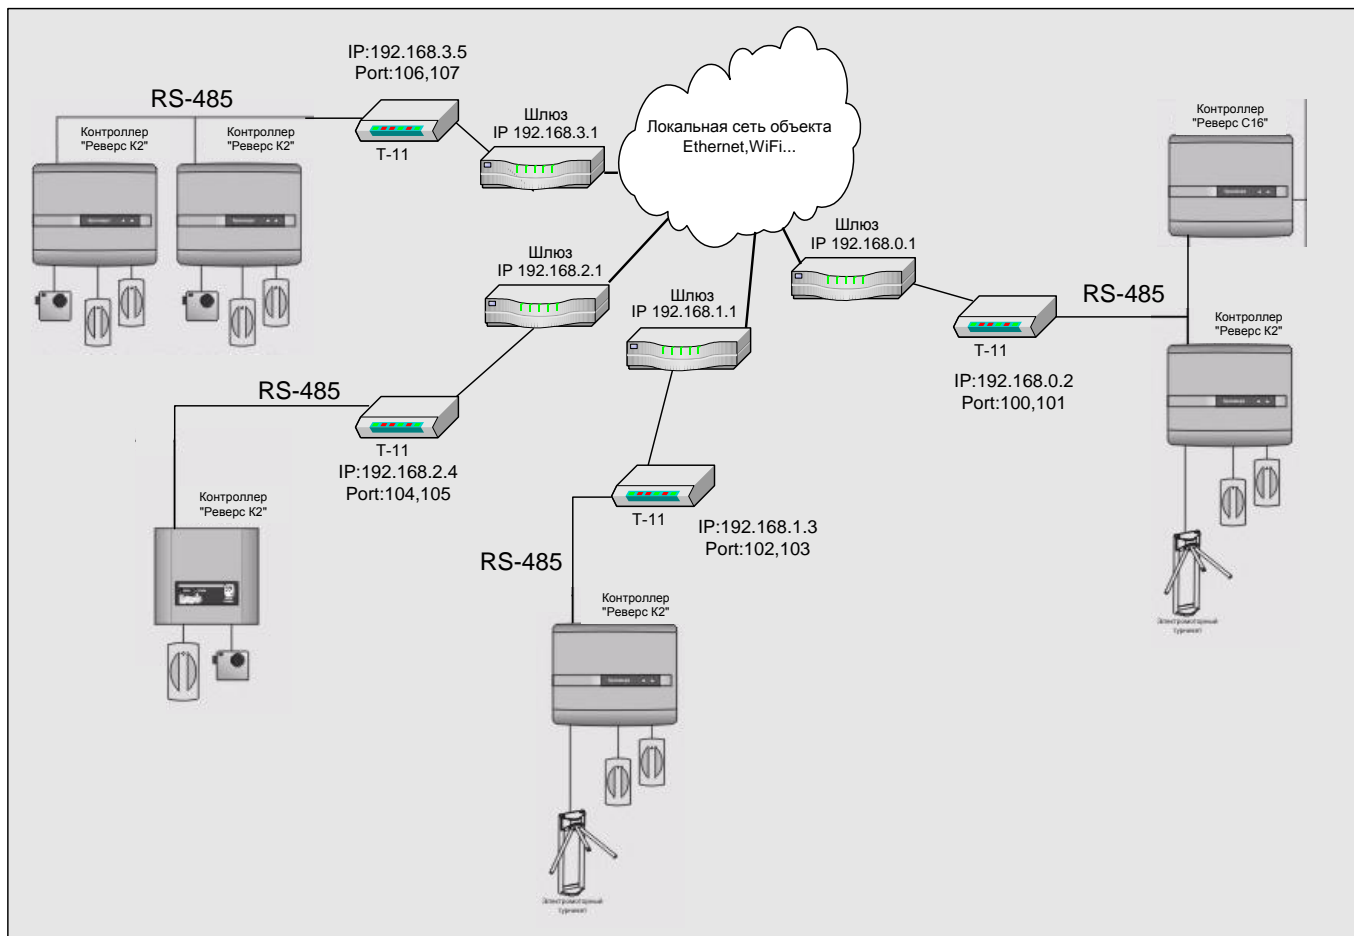 IP:192.168.3.5
Port:106,107
RS-485
Контроллер
"Реверс К2"
Контроллер
"Реверс К2"
T-11
Шлюз
IP 192.168.3.1
Локальная сеть объекта
Ethernet,WiFi...
Контроллер
"Реверс С16"
Шлюз
IP 192.168.2.1
Шлюз
IP 192.168.1.1
Шлюз
IP 192.168.0.1
RS-485
T-11
IP:192.168.0.2
Port:100,101
Контроллер
"Реверс К2"
RS-485
T-11
IP:192.168.2.4
Port:104,105
Контроллер
"Реверс К2"
T-11
IP:192.168.1.3
Port:102,103
RS-485
Контроллер
"Реверс К2"
Электромоторный
турникет
Электромоторный
турникет